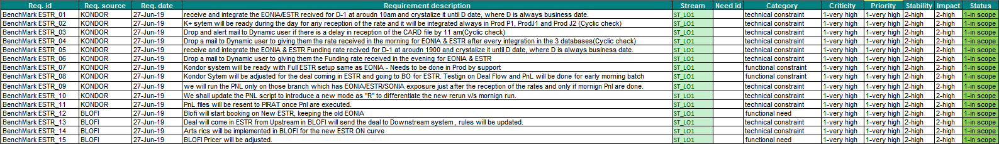 Req. id Req. source Req. date Requirement description Stream Need id Category Criticity Priority Stability Impact Status
BenchMark ESTR_01 KONDOR 27-Jun-19 receive and integrate the EONIA/ESTR recived for D-1 at aroudn 10am and crystalize it until D date, where D is always business date. ST_LO1 technical constraint 1-very high 1-very high 2-high 2-high 1-in scope
BenchMark ESTR_02 KONDOR 27-Jun-19 K+ sytem will be ready during the day for any reception of the rate and it will be integrated always in Prod P1, ProdJ1 and Prod J2 (Cyclic check) ST_LO1 technical constraint 1-very high 1-very high 2-high 2-high 1-in scope
BenchMark ESTR_03 KONDOR 27-Jun-19 Drop and alert mail to Dynamic user if there is a delay in reception of the CARD file by 11 am(Cyclic check) ST_LO1 technical constraint 1-very high 1-very high 2-high 2-high 1-in scope
BenchMark ESTR_04 KONDOR 27-Jun-19 Drop a mail to Dynamic user to giving them the rate received in the morning for EONIA & ESTR after every integration in the 3 databases(Cyclic check) ST_LO1 technical constraint 1-very high 1-very high 2-high 2-high 1-in scope
BenchMark ESTR_05 KONDOR 27-Jun-19 receive and integrate the EONIA & ESTR Funding rate recived for D-1 at aroudn 1900 and crystalize it until D date, where D is always business date. ST_LO1 technical constraint 1-very high 1-very high 2-high 2-high 1-in scope
BenchMark ESTR_06 KONDOR 27-Jun-19 Drop a mail to Dynamic user to giving them the Funding rate received in the evening for EONIA & ESTR ST_LO1 technical constraint 1-very high 1-very high 2-high 2-high 1-in scope
BenchMark ESTR_07 KONDOR 27-Jun-19 Kondor system will be ready with Full ESTR setup same as EONIA - Needs to be done in Prod by support ST_LO1 functional constraint 1-very high 1-very high 2-high 2-high 1-in scope
BenchMark ESTR_08 KONDOR 27-Jun-19 Kondor Sytem will be adjusted for the deal coming in ESTR and going to BO for ESTR. Testign on Deal Flow and PnL will be done for early morning batch ST_LO1 functional constraint 1-very high 1-very high 2-high 2-high 1-in scope
BenchMark ESTR_09 KONDOR 27-Jun-19 we will run the PNL only on those branch which has EONIA/ESTR/SONIA exposure just after the reception of the rates and only if mornign Pnl are done. ST_LO1 technical constraint 1-very high 1-very high 2-high 2-high 1-in scope
BenchMark ESTR_10 KONDOR 27-Jun-19 We shall update the PNL script to introduce a new mode as "R" to differentiate the new rerun v/s mornign run. ST_LO1 technical constraint 1-very high 1-very high 2-high 2-high 1-in scope
BenchMark ESTR_11 KONDOR 27-Jun-19 PnL files will be resent to PIRAT once Pnl are executed. ST_LO1 technical constraint 1-very high 1-very high 2-high 2-high 1-in scope
BenchMark ESTR_12 BLOFI 27-Jun-19 Blofi will start booking on New ESTR, keeping the old EONIA ST_LO1 functional need 1-very high 1-very high 2-high 2-high 1-in scope
BenchMark ESTR_13 BLOFI 27-Jun-19 Deal will come in ESTR from Upstream in BLOFI will send the deal to Downstream system , rules will be updated. ST_LO1 technical constraint 1-very high 1-very high 2-high 2-high 1-in scope
BenchMark ESTR_14 BLOFI 27-Jun-19 Arts rics will be implemented in BLOFI for the new ESTR ON curve ST_LO1 technical constraint 1-very high 1-very high 2-high 2-high 1-in scope
BenchMark ESTR_15 BLOFI 27-Jun-19 BLOFI Pricer will be adjusted. ST_LO1 functional need 1-very high 1-very high 2-high 2-high 1-in scope